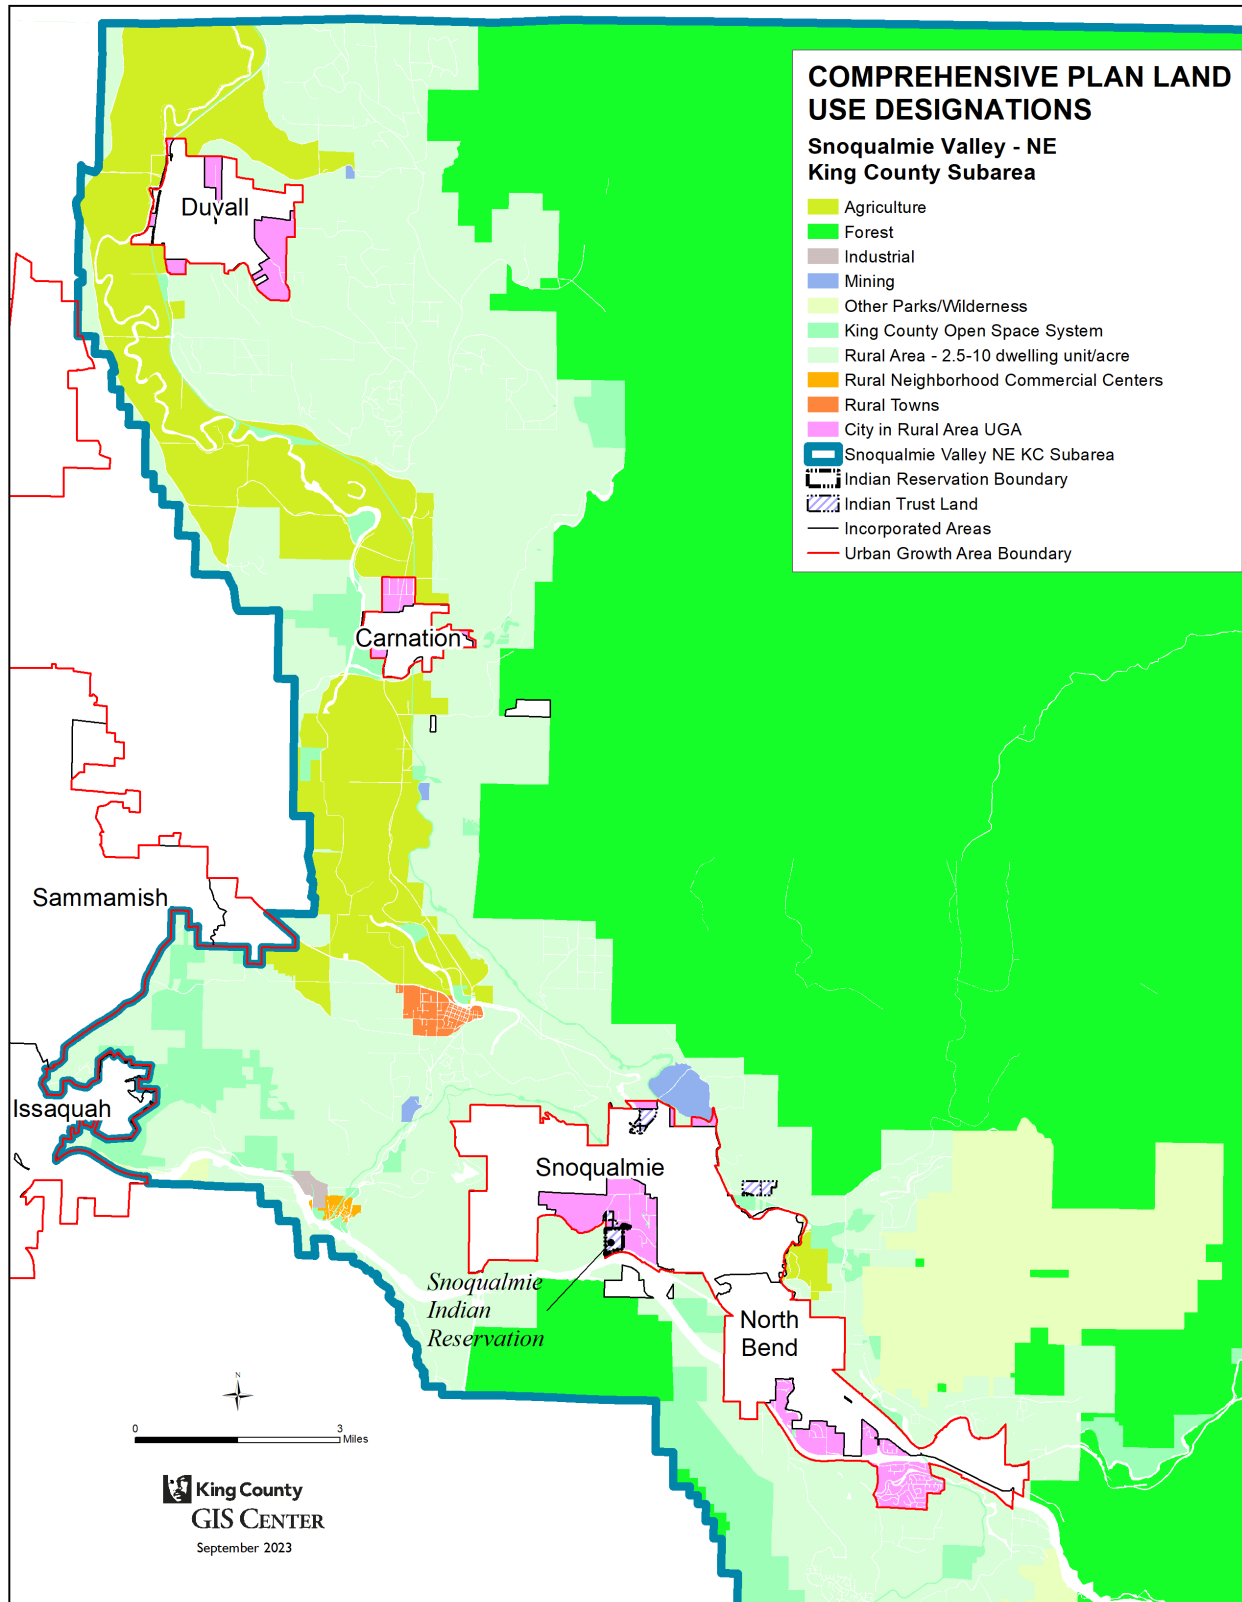 COMPREHENSIVE PLAN LAND
USE DESIGNATIONS
Snoqualmie Valley - NE
King County Subarea
Agriculture
Forest
Industrial
Mining
Other Parks/Wilderness
King County Open Space System
Rural Area - 2.5-10 dwelling unit/acre
Rural Neighborhood Commercial Centers
Rural Towns
City in Rural Area UGA
Snoqualmie Valley NE KC Subarea
Indian Reservation Boundary
Indian Trust Land
Incorporated Areas
Urban Growth Area Boundary
Duvall
Carnation
Sammamish
Issaquah
Snoqualmie
Snoqualmie
Indian
Reservation
North
Bend
N
0 3
Miles
King County
GIS CENTER
September 2023